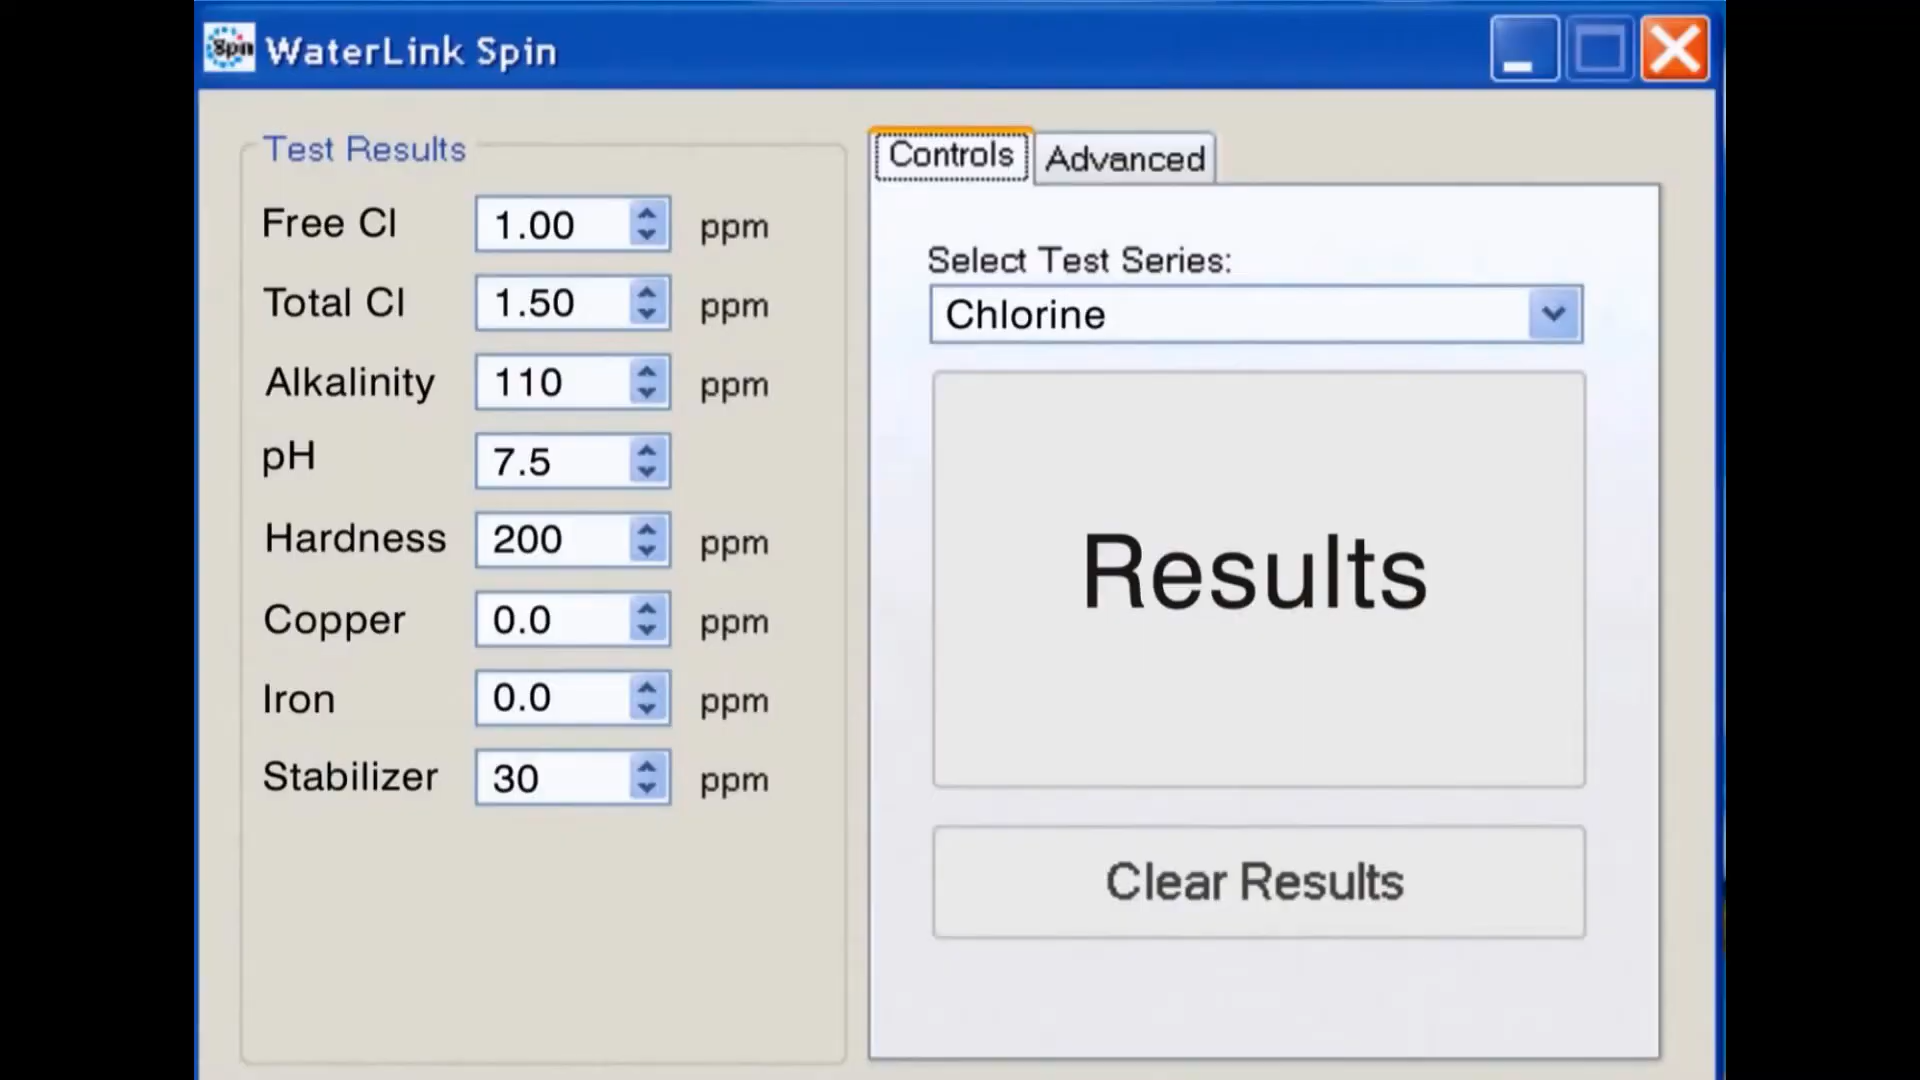 Spin WaterLink Spin
Test Results
Free Cl 1.00 ppm
Total Cl 1.50 ppm
Alkalinity 110 ppm
pH 7.5
Hardness 200 ppm
Copper 0.0 ppm
Iron 0.0 ppm
Stabilizer 30 ppm
Controls Advanced
Select Test Series:
Chlorine
Results
Clear Results